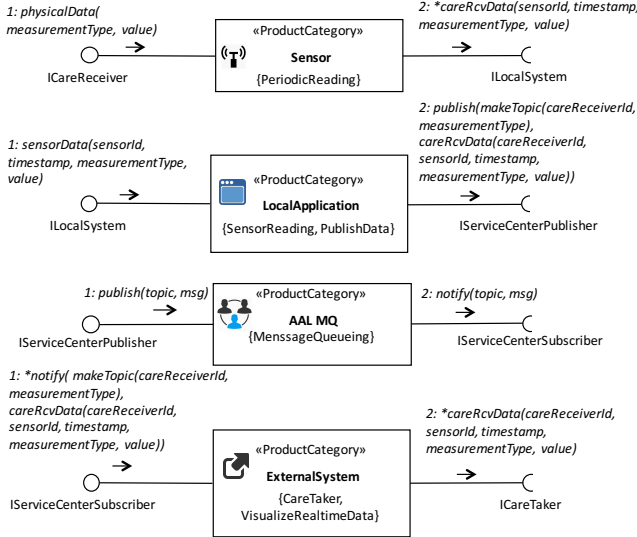 1: physicalData(
measurementType, value)
ICareReceiver
«ProductCategory»
Sensor
{PeriodicReading}
2: *careRcvData(sensorId, timestamp,
measurementType, value)
ILocalSystem
1: sensorData(sensorId,
timestamp, measurementType,
value)
ILocalSystem
«ProductCategory»
LocalApplication
{SensorReading, PublishData}
2: publish(makeTopic(careReceiverId,
measurementType),
careRcvData(careReceiverId,
sensorId, timestamp,
measurementType, value))
IServiceCenterPublisher
1: publish(topic, msg)
IServiceCenterPublisher
«ProductCategory»
AAL MQ
{MenssageQueueing}
2: notify(topic, msg)
IServiceCenterSubscriber
1: *notify( makeTopic(careReceiverId,
measurementType),
careRcvData(careReceiverId,
sensorId, timestamp,
measurementType, value))
IServiceCenterSubscriber
«ProductCategory»
ExternalSystem
{CareTaker,
VisualizeRealtimeData}
2: *careRcvData(careReceiverId,
sensorId, timestamp,
measurementType, value)
ICareTaker